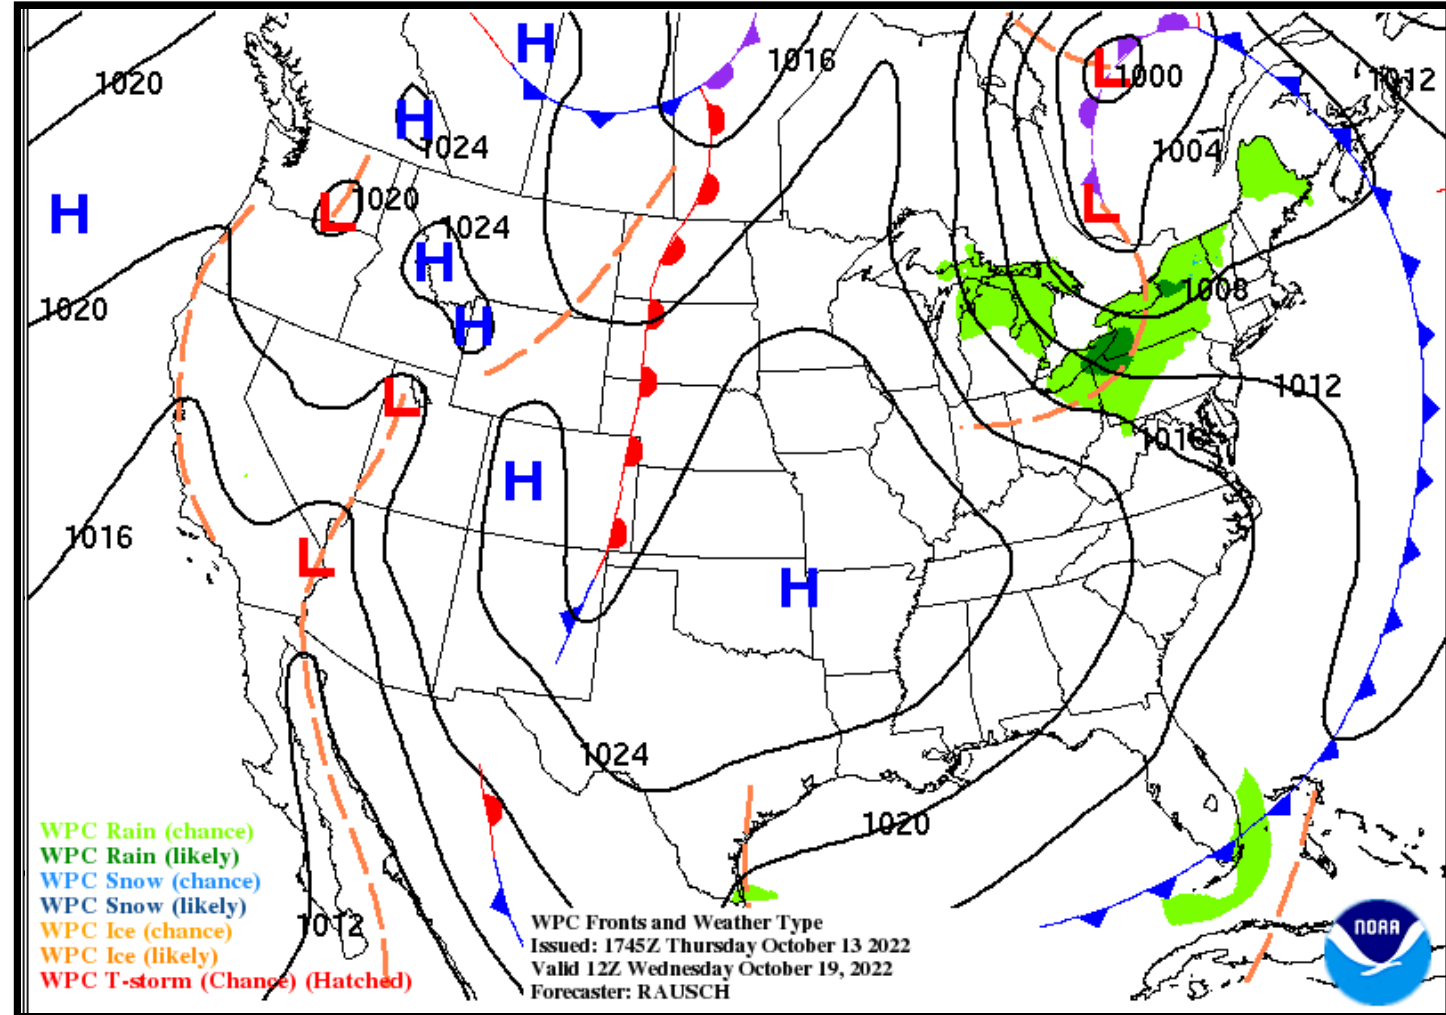 H
1016
L
1000
1012
1020
H
1024
1004
1020
L
H
1024
L
H
1020
1008
H
L
1012
1016
H
1016
L
H
1024
1020
WPC Rain (chance)
WPC Rain (likely)
WPC Snow (chance)
WPC Snow (likely)
WPC Ice (chance)
WPC Ice (likely)
WPC T-storm (Chance) (Hatched)
1012
WPC Fronts and Weather Type
Issued: 1745Z Thursday October 13 2022
Valid 12Z Wednesday October 19, 2022
Forecaster: RAUSCH
NOAA